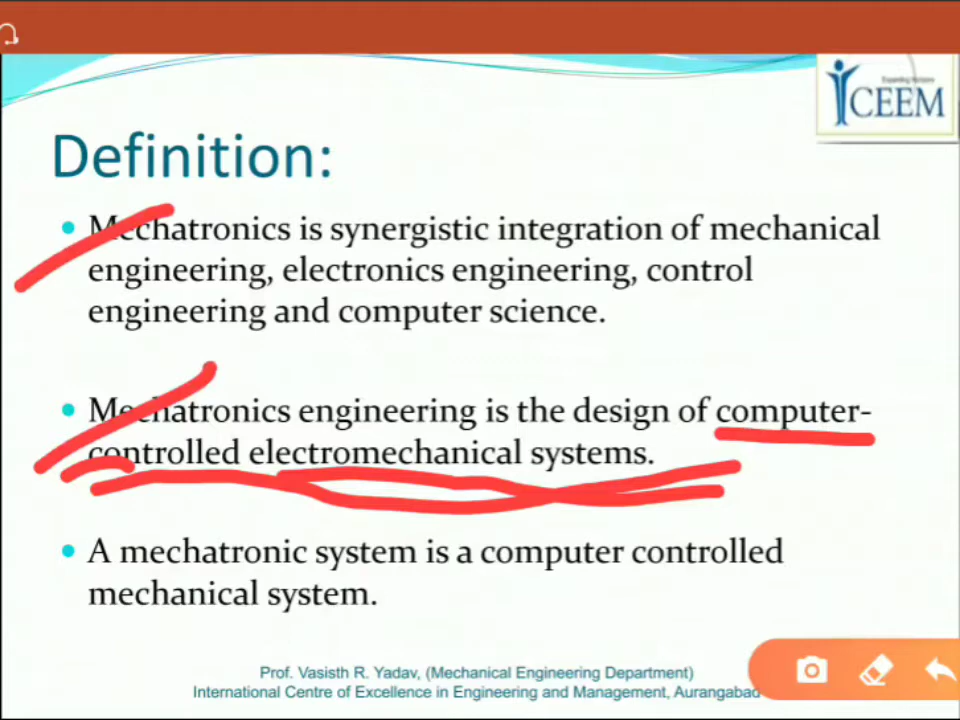 CEEM
Definition:
Mechatronics is synergistic integration of mechanical
engineering, electronics engineering, control
engineering and computer science.
Mechatronics engineering is the design of computer-
controlled electromechanical systems.
A mechatronic system is a computer controlled
mechanical system.
Prof. Vasisth R. Yadav, (Mechanical Engineering Department)
International Centre of Excellence in Engineering and Management, Aurangabad